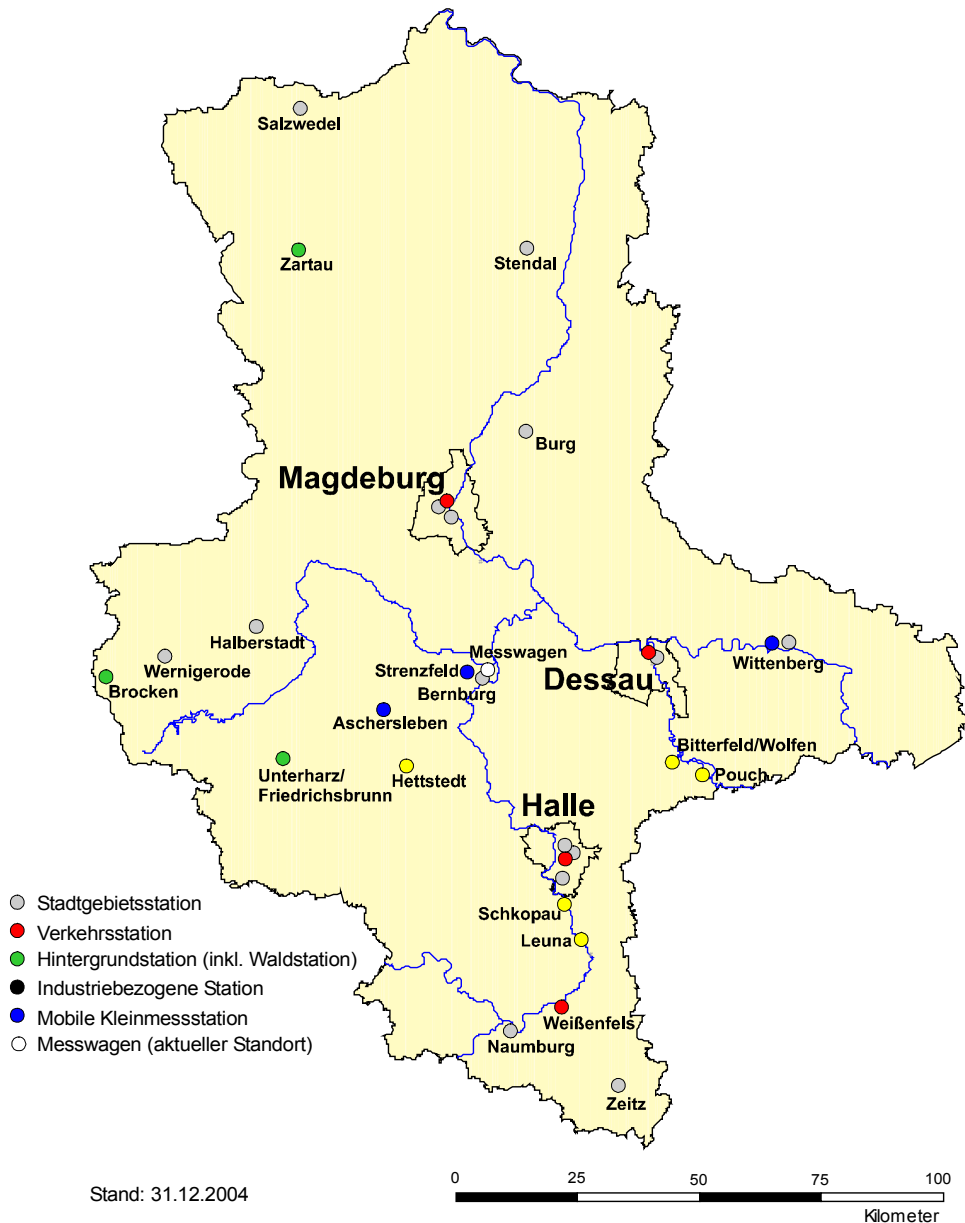 Salzwedel
Zartau
Stendal
Burg
Magdeburg
Halberstadt
Wernigerode
Brocken
Messwagen
Strenzfeld
Bernburg
Aschersleben
Dessau
Wittenberg
Bitterfeld/Wolfen
Pouch
Unterharz/
Friedrichsbrunn
Hettstedt
Halle
Schkopau
Leuna
Weißenfels
Naumburg
Zeitz
Stadtgebietsstation
Verkehrsstation
Hintergrundstation (inkl. Waldstation)
Industriebezogene Station
Mobile Kleinmessstation
Messwagen (aktueller Standort)
Stand: 31.12.2004
0 25 50 75 100
Kilometer